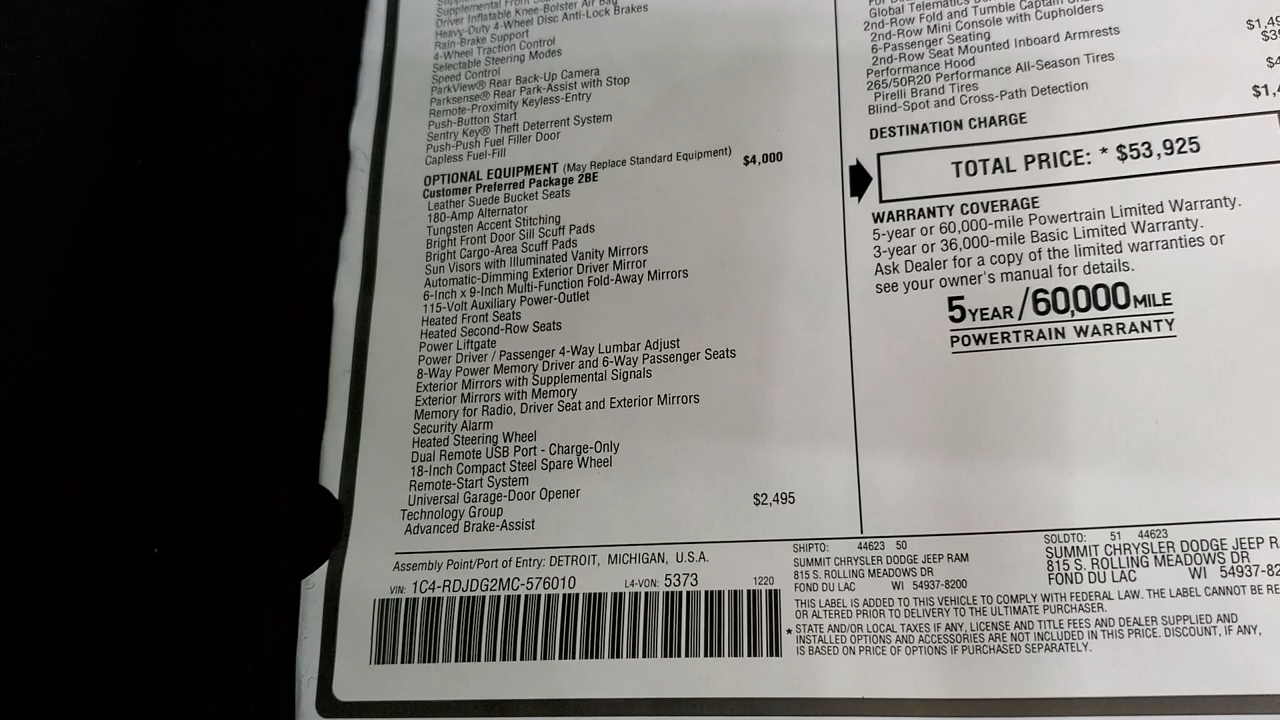 Supplemental Front
Driver Inflatable Knee-Bolster Air Bag
Heavy-Duty 4-Wheel Disc Anti-Lock Brakes
Rain-Brake Support
4-Wheel Traction Control
Selectable Steering Modes
Speed Control
ParkView® Rear Back-Up Camera
Parksense® Rear Park-Assist with Stop
Remote-Proximity Keyless-Entry
Push-Button Start
Sentry Key® Theft Deterrent System
Push-Push Fuel Filler Door
Capless Fuel-Fill
OPTIONAL EQUIPMENT (May Replace Standard Equipment)
Customer Preferred Package 2BE $4,000
Leather Suede Bucket Seats
180-Amp Alternator
Tungsten Accent Stitching
Bright Front Door Sill Scuff Pads
Bright Cargo-Area Scuff Pads
Sun Visors with Illuminated Vanity Mirrors
Automatic-Dimming Exterior Driver Mirror
6-Inch x 9-Inch Multi-Function Fold-Away Mirrors
115-Volt Auxiliary Power-Outlet
Heated Front Seats
Heated Second-Row Seats
Power Liftgate
Power Driver / Passenger 4-Way Lumbar Adjust
8-Way Power Memory Driver and 6-Way Passenger Seats
Exterior Mirrors with Supplemental Signals
Exterior Mirrors with Memory
Memory for Radio, Driver Seat and Exterior Mirrors
Security Alarm
Heated Steering Wheel
Dual Remote USB Port - Charge-Only
18-Inch Compact Steel Spare Wheel
Remote-Start System
Universal Garage-Door Opener
Technology Group $2,495
Advanced Brake-Assist
Global Telematics
2nd-Row Fold and Tumble Captain
2nd-Row Mini Console with Cupholders
6-Passenger Seating
2nd-Row Seat Mounted Inboard Armrests
Performance Hood
265/50R20 Performance All-Season Tires
Pirelli Brand Tires
Blind-Spot and Cross-Path Detection
DESTINATION CHARGE
TOTAL PRICE: * $53,925
WARRANTY COVERAGE
5-year or 60,000-mile Powertrain Limited Warranty.
3-year or 36,000-mile Basic Limited Warranty.
Ask Dealer for a copy of the limited warranties or
see your owner's manual for details.
5YEAR/60,000MILE
POWERTRAIN WARRANTY
Assembly Point/Port of Entry: DETROIT, MICHIGAN, U.S.A.
VIN: 1C4-RDJDG2MC-576010 L4-VON: 5373 1220
SHIPTO: 44623 50
SUMMIT CHRYSLER DODGE JEEP RAM
815 S. ROLLING MEADOWS DR
FOND DU LAC WI 54937-8200
SOLDTO: 51 44623
SUMMIT CHRYSLER DODGE JEEP R
815 S. ROLLING MEADOWS DR
FOND DU LAC WI 54937-82
THIS LABEL IS ADDED TO THIS VEHICLE TO COMPLY WITH FEDERAL LAW. THE LABEL CANNOT BE RE
OR ALTERED PRIOR TO DELIVERY TO THE ULTIMATE PURCHASER.
* STATE AND/OR LOCAL TAXES IF ANY, LICENSE AND TITLE FEES AND DEALER SUPPLIED AND
INSTALLED OPTIONS AND ACCESSORIES ARE NOT INCLUDED IN THIS PRICE. DISCOUNT, IF ANY,
IS BASED ON PRICE OF OPTIONS IF PURCHASED SEPARATELY.